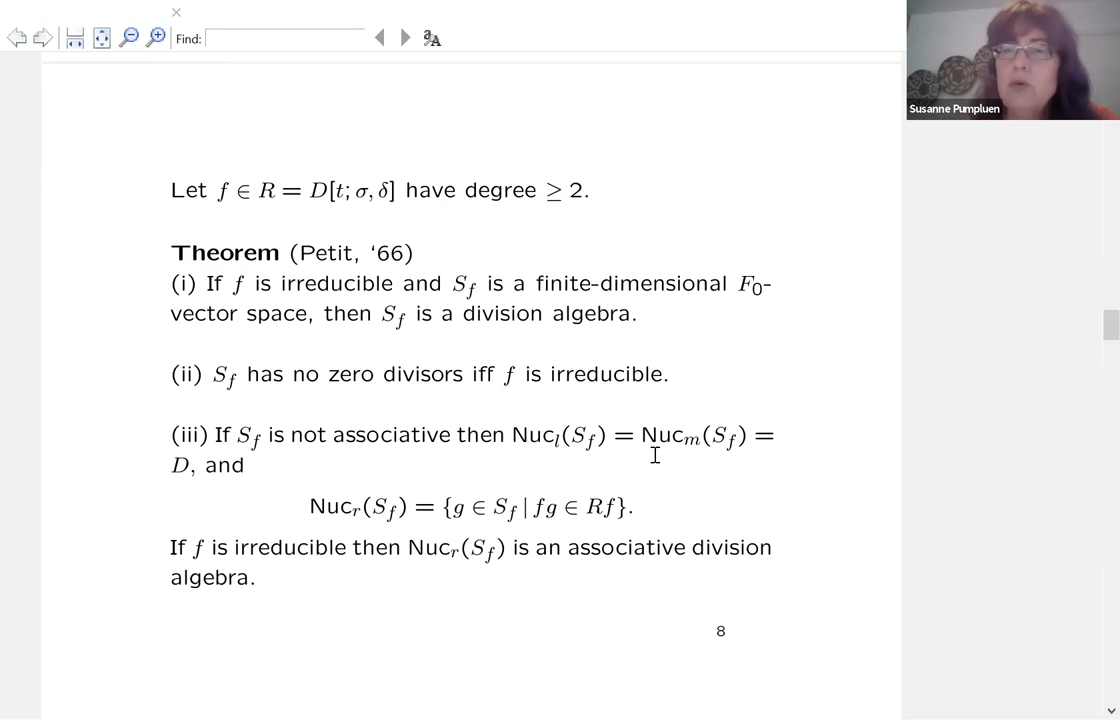 Find:
Susanne Pumpluen
Let f ∈ R = D[t; σ, δ] have degree ≥ 2.
Theorem (Petit, ‘66)
(i) If f is irreducible and S_f is a finite-dimensional F₀-
vector space, then S_f is a division algebra.
(ii) S_f has no zero divisors iff f is irreducible.
(iii) If S_f is not associative then Nuc_l(S_f) = Nuc_m(S_f) =
D, and
Nuc_r(S_f) = {g ∈ S_f | fg ∈ Rf}.
If f is irreducible then Nuc_r(S_f) is an associative division
algebra.
8